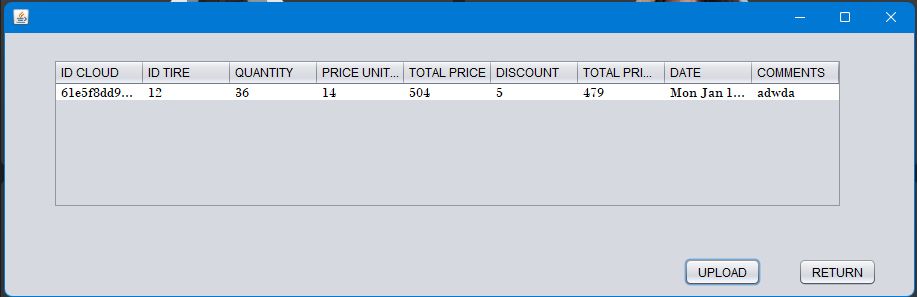 ID CLOUD ID TIRE QUANTITY PRICE UNIT... TOTAL PRICE DISCOUNT TOTAL PRI... DATE COMMENTS
61e5f8dd9... 12 36 14 504 5 479 Mon Jan 1... adwda
UPLOAD RETURN